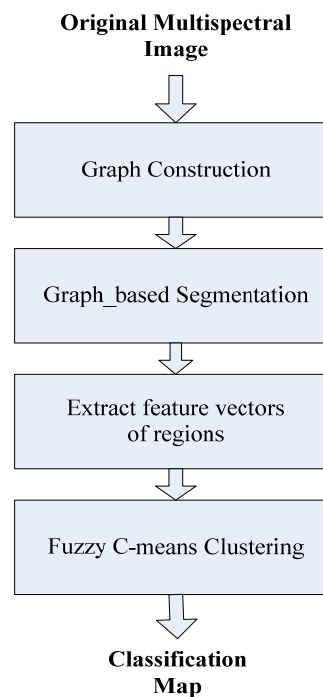 Original Multispectral
Image
Graph Construction
Graph_based Segmentation
Extract feature vectors
of regions
Fuzzy C-means Clustering
Classification
Map